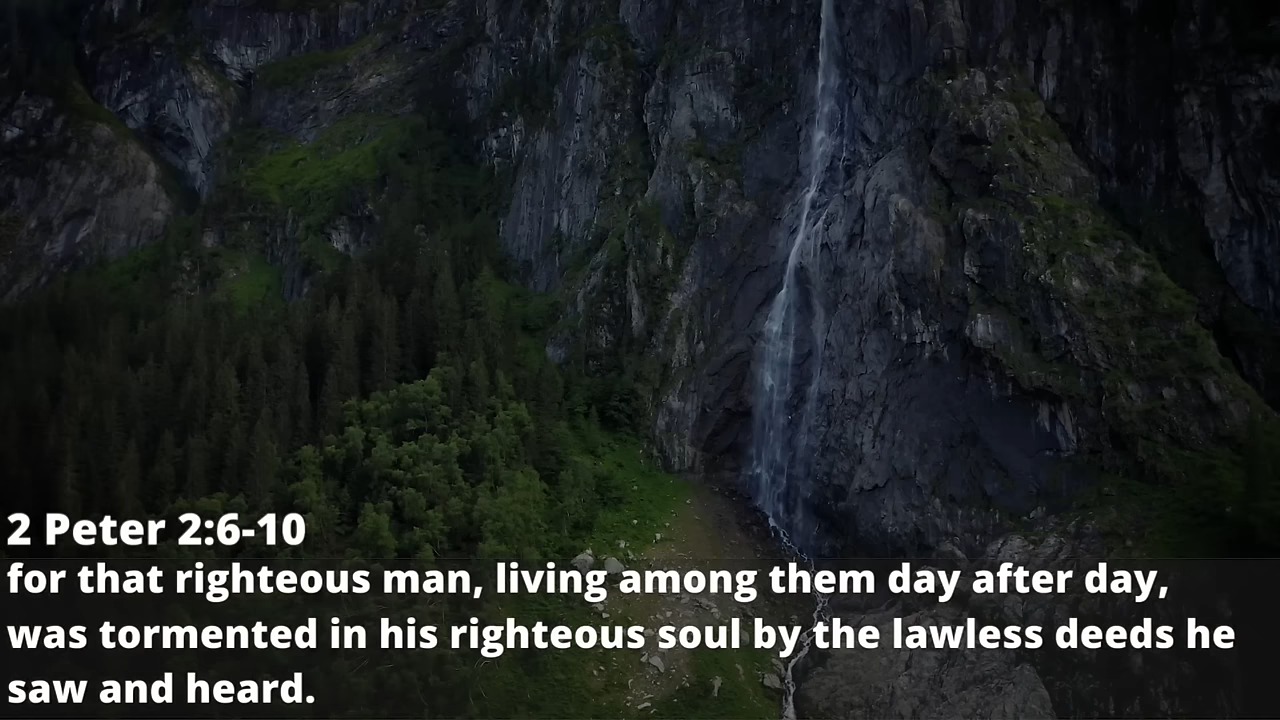 2 Peter 2:6-10
for that righteous man, living among them day after day,
was tormented in his righteous soul by the lawless deeds he
saw and heard.